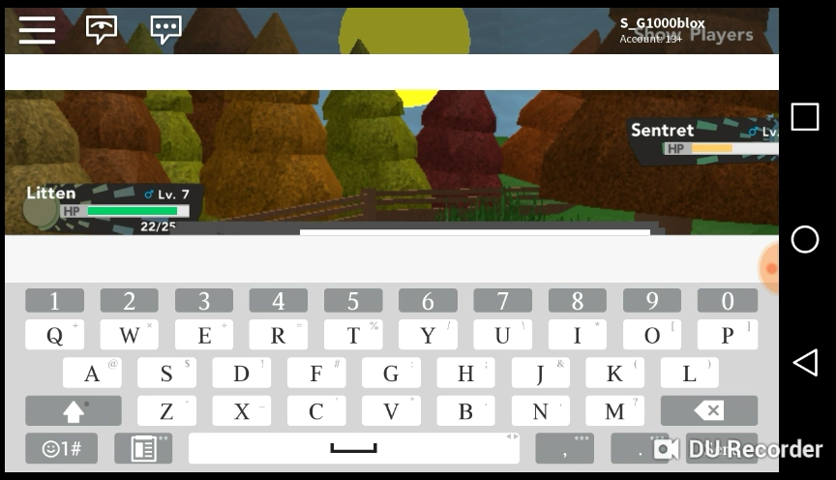 S_G1000blox
Account: 13+
Show Players
Sentret ♂ Lv.
HP
Litten ♂ Lv. 7
HP
22/25
1 2 3 4 5 6 7 8 9 0
Q + W × E ÷ R = T % Y / U \ I * O [ P ]
A @ S $ D ! F # G : H ; J & K ( L )
Z - X _ C " V * B , N . M ?
☺1# , .
DU Recorder